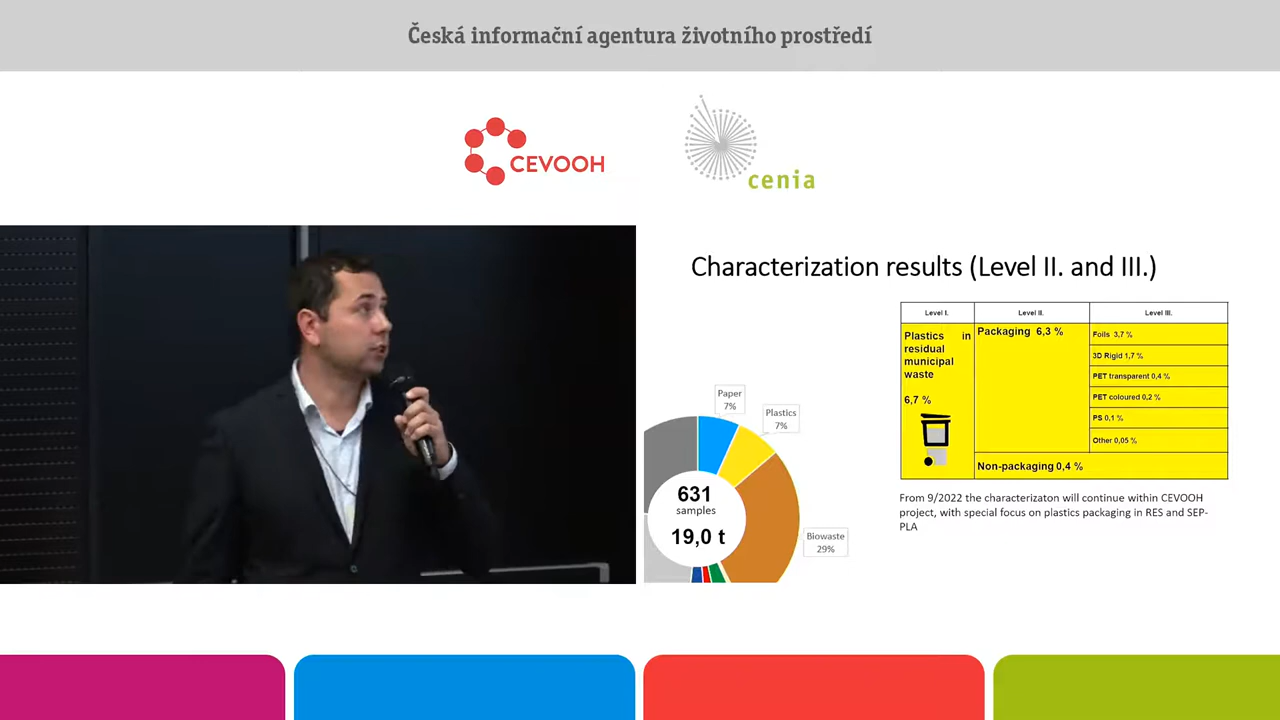 Česká informační agentura životního prostředí
CEVOOH
cenia
Characterization results (Level II. and III.)
Level I.
Level II.
Level III.
Plastics in
residual
municipal
waste
6,7 %
Packaging 6,3 %
Foils 3,7 %
3D Rigid 1,7 %
PET transparent 0,4 %
PET coloured 0,2 %
PS 0,1 %
Other 0,05 %
Non-packaging 0,4 %
Paper
7%
Plastics
7%
631
samples
19,0 t
Biowaste
29%
From 9/2022 the characterizaton will continue within CEVOOH
project, with special focus on plastics packaging in RES and SEP-
PLA